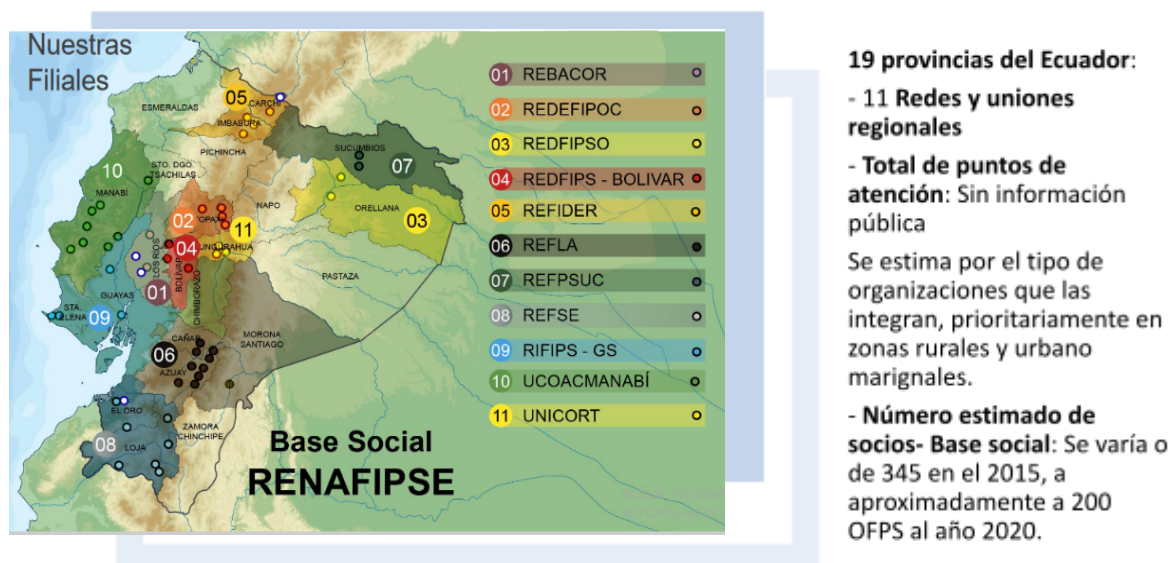 Nuestras
Filiales
01 REBACOR
02 REDEFIPOC
03 REDFIPSO
04 REDFIPS - BOLIVAR
05 REFIDER
06 REFLA
07 REFPSUC
08 REFSE
09 RIFIPS - GS
10 UCOACMANABÍ
11 UNICORT
05
CARCHI
ESMERALDAS
IMBABURA
PICHINCHA
SUCUMBIOS
07
10
STO. DGO.
TSACHILAS
MANABÍ
NAPO
ORELLANA
03
02
11
04
LOS RÍOS
BOLÍVAR
PASTAZA
01
GUAYAS
CHIMBORAZO
STA.
09
CAÑAR
MORONA
SANTIAGO
06
AZUAY
EL ORO
ZAMORA
CHINCHIPE
08
LOJA
Base Social
RENAFIPSE
19 provincias del Ecuador:
- 11 Redes y uniones
regionales
- Total de puntos de
atención: Sin información
pública
Se estima por el tipo de
organizaciones que las
integran, prioritariamente en
zonas rurales y urbano
marignales.
- Número estimado de
socios- Base social: Se varía o
de 345 en el 2015, a
aproximadamente a 200
OFPS al año 2020.